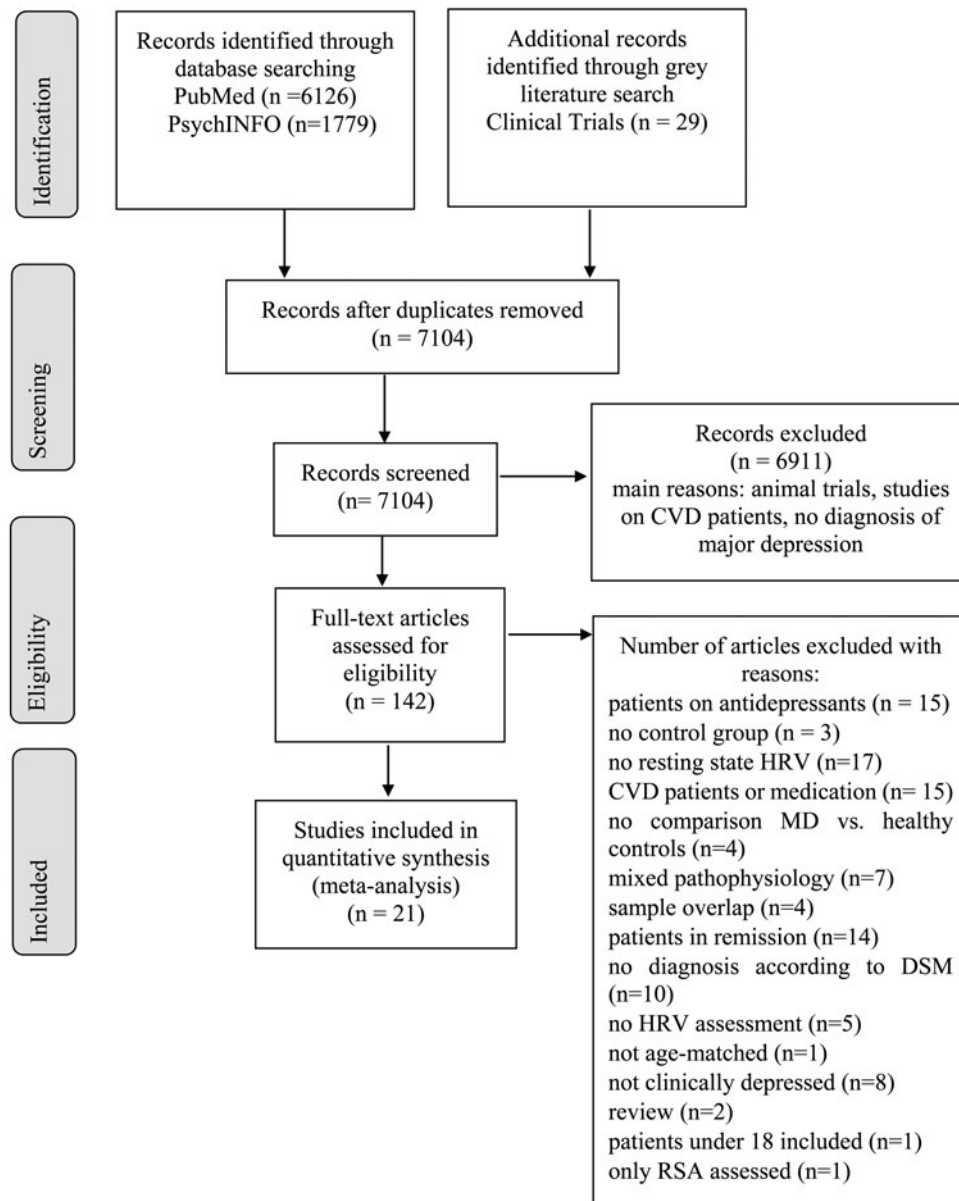 Identification
Records identified through
database searching
PubMed (n =6126)
PsychINFO (n=1779)
Additional records
identified through grey
literature search
Clinical Trials (n = 29)
Screening
Records after duplicates removed
(n = 7104)
Records screened
(n= 7104)
Records excluded
(n = 6911)
main reasons: animal trials, studies
on CVD patients, no diagnosis of
major depression
Eligibility
Full-text articles
assessed for
eligibility
(n = 142)
Number of articles excluded with
reasons:
patients on antidepressants (n = 15)
no control group (n = 3)
no resting state HRV (n=17)
CVD patients or medication (n= 15)
no comparison MD vs. healthy
controls (n=4)
mixed pathophysiology (n=7)
sample overlap (n=4)
patients in remission (n=14)
no diagnosis according to DSM
(n=10)
no HRV assessment (n=5)
not age-matched (n=1)
not clinically depressed (n=8)
review (n=2)
patients under 18 included (n=1)
only RSA assessed (n=1)
Included
Studies included in
quantitative synthesis
(meta-analysis)
(n = 21)